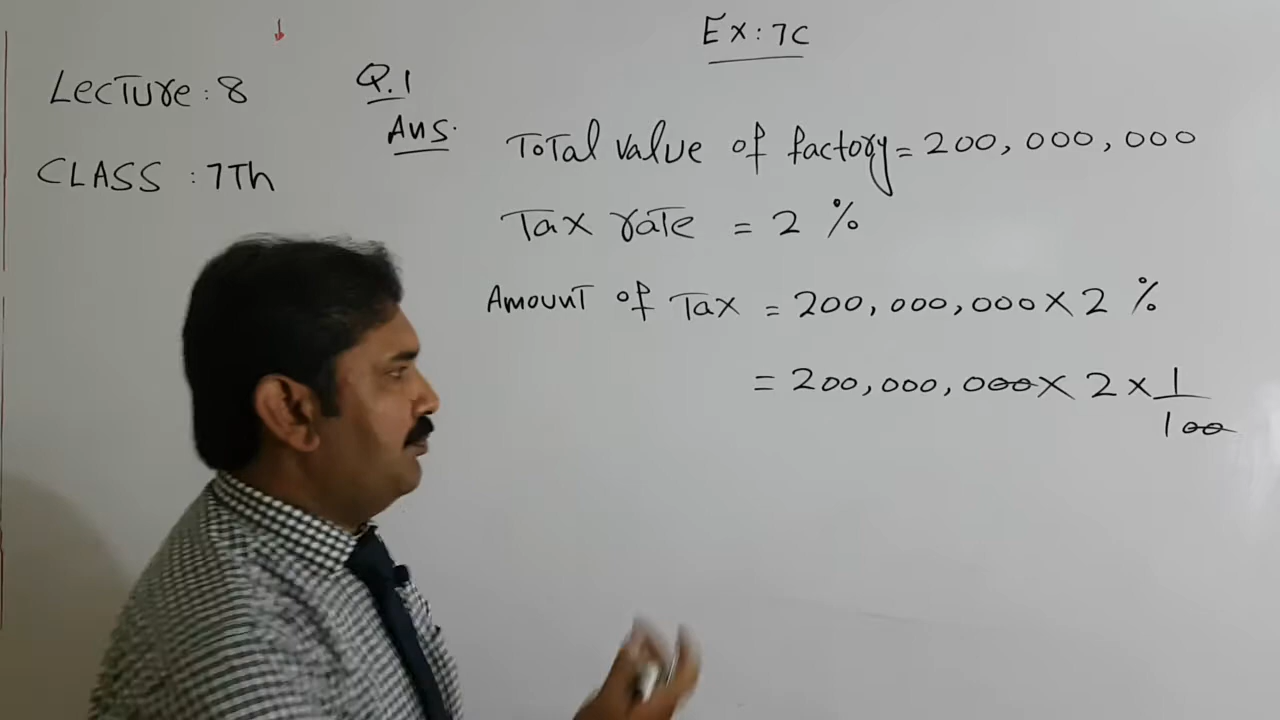 Ex: 7C
Lecture: 8
CLASS : 7Th
Q.1
Ans.
Total value of factory = 200,000,000
Tax rate = 2 %
Amount of Tax = 200,000,000 X 2 %
= 200,000,000 X 2 X 1/100